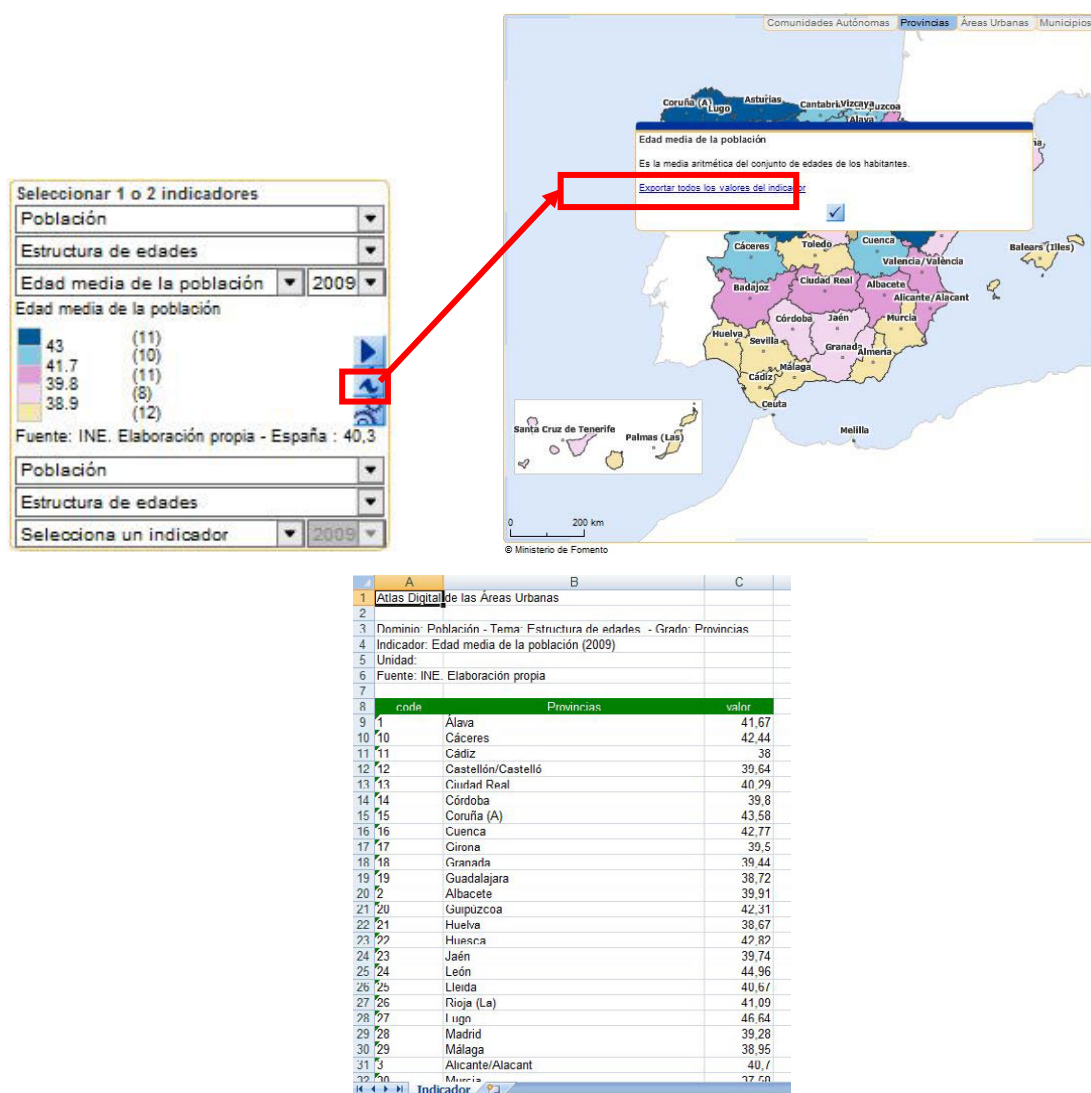 Comunidades Autónomas Provincias Áreas Urbanas Municipios
Coruña (A)
Lugo
Asturias
Vizcaya
Álava
Edad media de la población
Es la media aritmética del conjunto de edades de los habitantes.
Exportar todos los valores del indicador
Cáceres
Toledo
Cuenca
Valencia/València
Balears (Illes)
Badajoz
Ciudad Real
Albacete
Alicante/Alacant
Córdoba
Jaén
Murcia
Huelva
Sevilla
Granada
Almería
Málaga
Cádiz
Ceuta
Melilla
Santa Cruz de Tenerife
Palmas (Las)
0 200 km
© Ministerio de Fomento
Seleccionar 1 o 2 indicadores
Población
Estructura de edades
Edad media de la población 2009
Edad media de la población
(11)
43
(10)
41.7
(11)
39.8
(8)
38.9
(12)
Fuente: INE. Elaboración propia - España : 40,3
Población
Estructura de edades
Selecciona un indicador 2009
A B C
1 Atlas Digital de las Áreas Urbanas
2
3 Dominio: Población - Tema: Estructura de edades - Grado: Provincias
4 Indicador: Edad media de la población (2009)
5 Unidad:
6 Fuente: INE. Elaboración propia
7
8 code Provincias valor
9 1 Álava 41,67
10 10 Cáceres 42,44
11 11 Cádiz 38
12 12 Castellón/Castelló 39,64
13 13 Ciudad Real 40,29
14 14 Córdoba 39,8
15 15 Coruña (A) 43,58
16 16 Cuenca 42,77
17 17 Girona 39,5
18 18 Granada 39,44
19 19 Guadalajara 38,72
20 2 Albacete 39,91
21 20 Guipúzcoa 42,31
22 21 Huelva 38,67
23 22 Huesca 42,82
24 23 Jaén 39,74
25 24 León 44,96
26 25 Lleida 40,67
27 26 Rioja (La) 41,09
28 27 Lugo 46,64
29 28 Madrid 39,28
30 29 Málaga 38,95
31 3 Alicante/Alacant 40,7
32 30 Murcia
Indicador